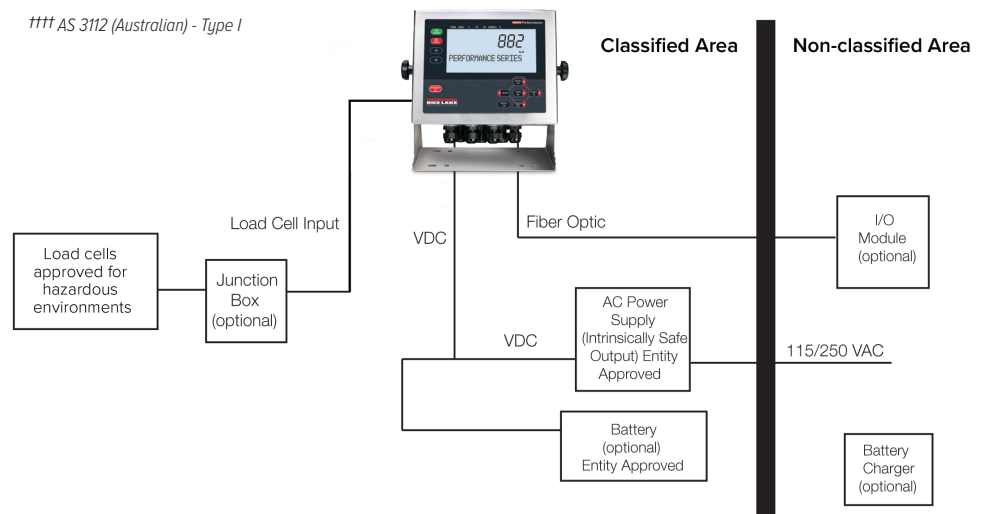 †††† AS 3112 (Australian) - Type I
882
PERFORMANCE SERIES
RICE LAKE
Classified Area
Non-classified Area
Load Cell Input
VDC
Fiber Optic
I/O
Module
(optional)
Load cells
approved for
hazardous
environments
Junction
Box
(optional)
VDC
AC Power
Supply
(Intrinsically Safe
Output) Entity
Approved
115/250 VAC
Battery
(optional)
Entity Approved
Battery
Charger
(optional)